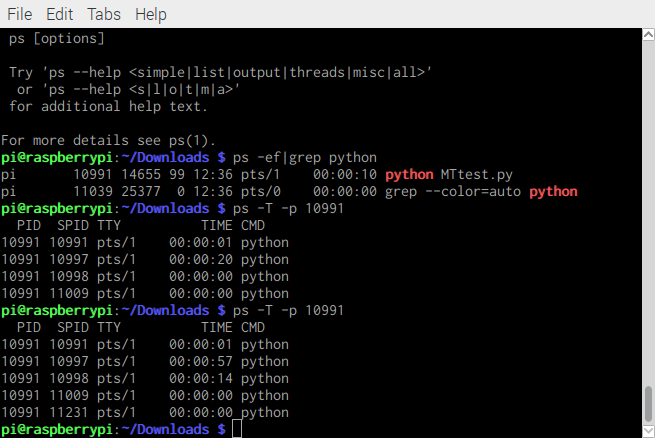 File Edit Tabs Help
ps [options]
Try 'ps --help <simple|list|output|threads|misc|all>'
or 'ps --help <s|l|o|t|m|a>'
for additional help text.
For more details see ps(1).
pi@raspberrypi:~/Downloads $ ps -ef|grep python
pi       10991 14655 99 12:36 pts/1    00:00:10 python MTtest.py
pi       11039 25377  0 12:36 pts/0    00:00:00 grep --color=auto python
pi@raspberrypi:~/Downloads $ ps -T -p 10991
  PID  SPID TTY          TIME CMD
10991 10991 pts/1    00:00:01 python
10991 10997 pts/1    00:00:20 python
10991 10998 pts/1    00:00:00 python
10991 11009 pts/1    00:00:00 python
pi@raspberrypi:~/Downloads $ ps -T -p 10991
  PID  SPID TTY          TIME CMD
10991 10991 pts/1    00:00:01 python
10991 10997 pts/1    00:00:57 python
10991 10998 pts/1    00:00:14 python
10991 11009 pts/1    00:00:00 python
10991 11231 pts/1    00:00:00 python
pi@raspberrypi:~/Downloads $